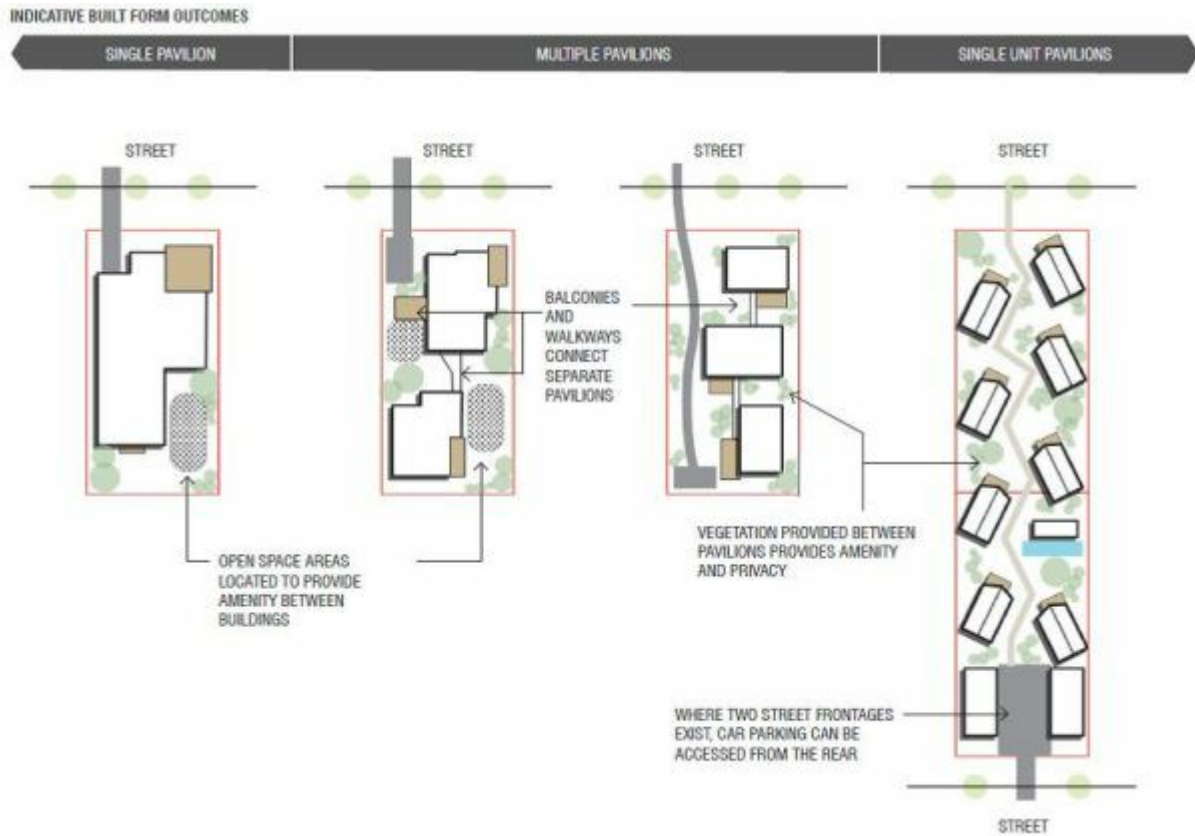 INDICATIVE BUILT FORM OUTCOMES
SINGLE PAVILION
MULTIPLE PAVILIONS
SINGLE UNIT PAVILIONS
STREET
STREET
STREET
STREET
BALCONIES
AND
WALKWAYS
CONNECT
SEPARATE
PAVILIONS
OPEN SPACE AREAS
LOCATED TO PROVIDE
AMENITY BETWEEN
BUILDINGS
VEGETATION PROVIDED BETWEEN
PAVILIONS PROVIDES AMENITY
AND PRIVACY
WHERE TWO STREET FRONTAGES
EXIST, CAR PARKING CAN BE
ACCESSED FROM THE REAR
STREET